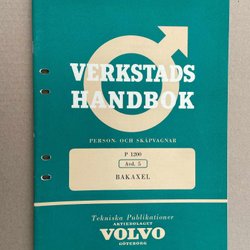 VERKSTADS
HANDBOK
PERSON- OCH SKÅPVAGNAR
P 1200
Avd. 5
BAKAXEL
Tekniska Publikationer
AKTIEBOLAGET
VOLVO
GÖTEBORG